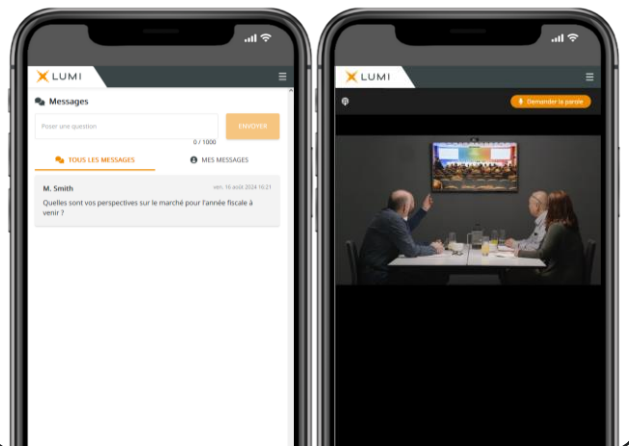 LUMI
Messages
Poser une question
ENVOYER
0 / 1000
TOUS LES MESSAGES
MES MESSAGES
M. Smith
ven. 16 août 2024 16:21
Quelles sont vos perspectives sur le marché pour l'année fiscale à
venir ?
LUMI
Demander la parole